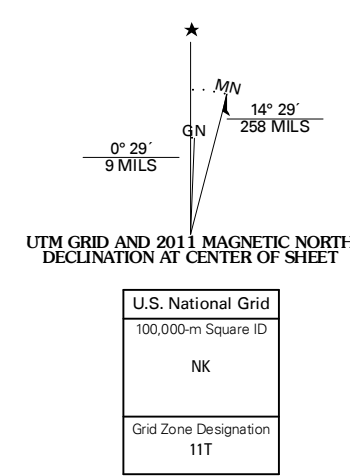 MN
14° 29´
258 MILS
GN
0° 29´
9 MILS
UTM GRID AND 2011 MAGNETIC NORTH
DECLINATION AT CENTER OF SHEET
U.S. National Grid
100,000-m Square ID
NK
Grid Zone Designation
11T